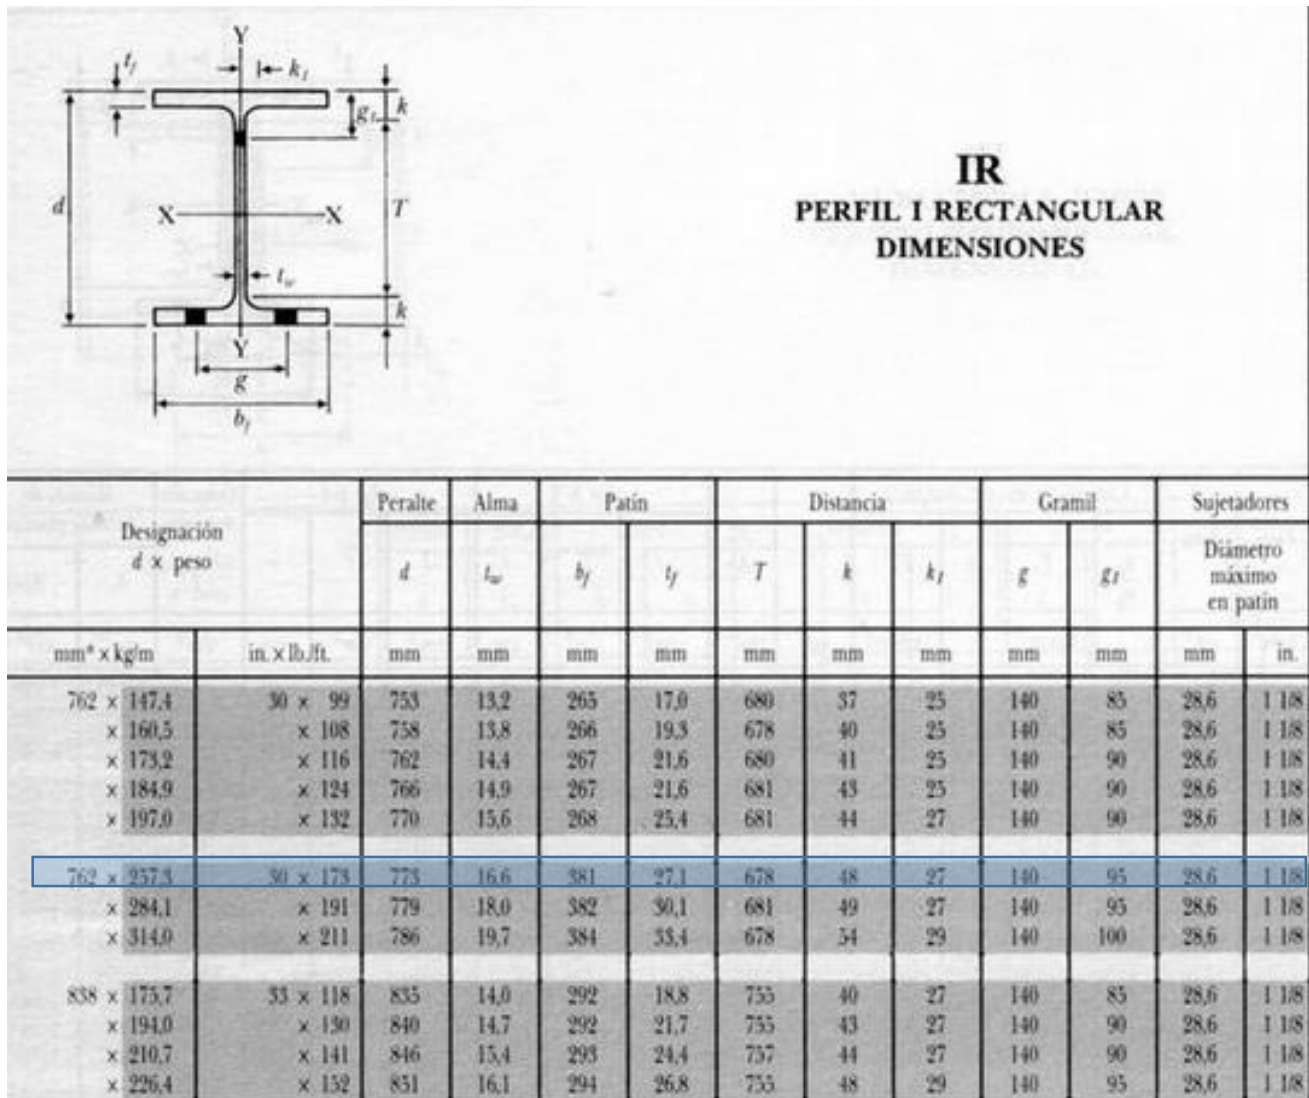 Y
t_f
k_1
g_1
k
d
X
X
T
t_w
k
Y
g
b_f
IR
PERFIL I RECTANGULAR
DIMENSIONES
Designación
d x peso
Peralte Alma Patín Distancia Gramil Sujetadores
d t_w b_f t_f T k k_1 g g_1 Diámetro
máximo
en patín
mm* x kg/m in. x lb./ft. mm mm mm mm mm mm mm mm mm mm in.
762 x 147,4 30 x 99 753 13,2 265 17,0 680 37 25 140 85 28,6 1 1/8
x 160,5 x 108 758 13,8 266 19,3 678 40 25 140 85 28,6 1 1/8
x 173,2 x 116 762 14,4 267 21,6 680 41 25 140 90 28,6 1 1/8
x 184,9 x 124 766 14,9 267 21,6 681 43 25 140 90 28,6 1 1/8
x 197,0 x 132 770 15,6 268 25,4 681 44 27 140 90 28,6 1 1/8
762 x 257,3 30 x 173 773 16,6 381 27,1 678 48 27 140 95 28,6 1 1/8
x 284,1 x 191 779 18,0 382 30,1 681 49 27 140 95 28,6 1 1/8
x 314,0 x 211 786 19,7 384 33,4 678 54 29 140 100 28,6 1 1/8
838 x 175,7 33 x 118 835 14,0 292 18,8 755 40 27 140 85 28,6 1 1/8
x 194,0 x 130 840 14,7 292 21,7 755 43 27 140 90 28,6 1 1/8
x 210,7 x 141 846 15,4 293 24,4 757 44 27 140 90 28,6 1 1/8
x 226,4 x 152 851 16,1 294 26,8 755 48 29 140 95 28,6 1 1/8